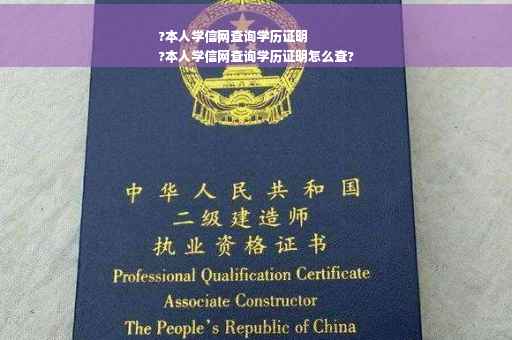 ?本人学信网查询学历证明
?本人学信网查询学历证明怎么查?
中华人民共和国
二级建造师
执业资格证书
Professional Qualification Certificate
Associate Constructor
The People's Republic of China